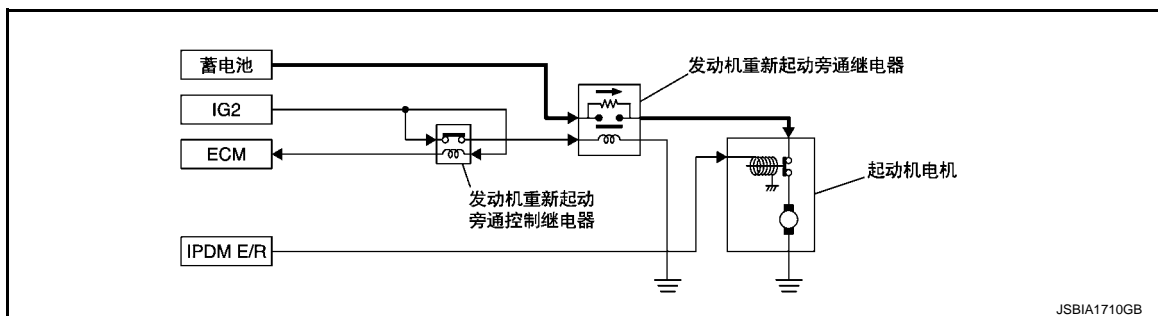 蓄电池
发动机重新起动旁通继电器
IG2
ECM
起动机电机
发动机重新起动
旁通控制继电器
IPDM E/R
JSBIA1710GB